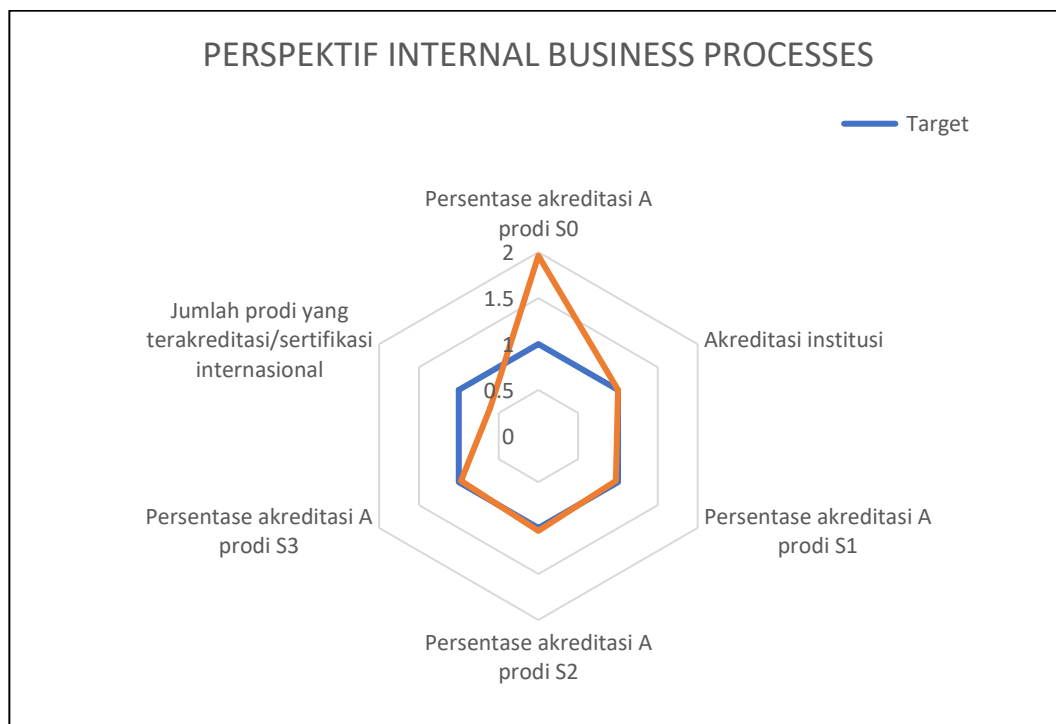 PERSPEKTIF INTERNAL BUSINESS PROCESSES
Target
Persentase akreditasi A
prodi S0
2
1.5
1
0.5
0
Akreditasi institusi
Persentase akreditasi A
prodi S1
Persentase akreditasi A
prodi S2
Persentase akreditasi A
prodi S3
Jumlah prodi yang
terakreditasi/sertifikasi
internasional